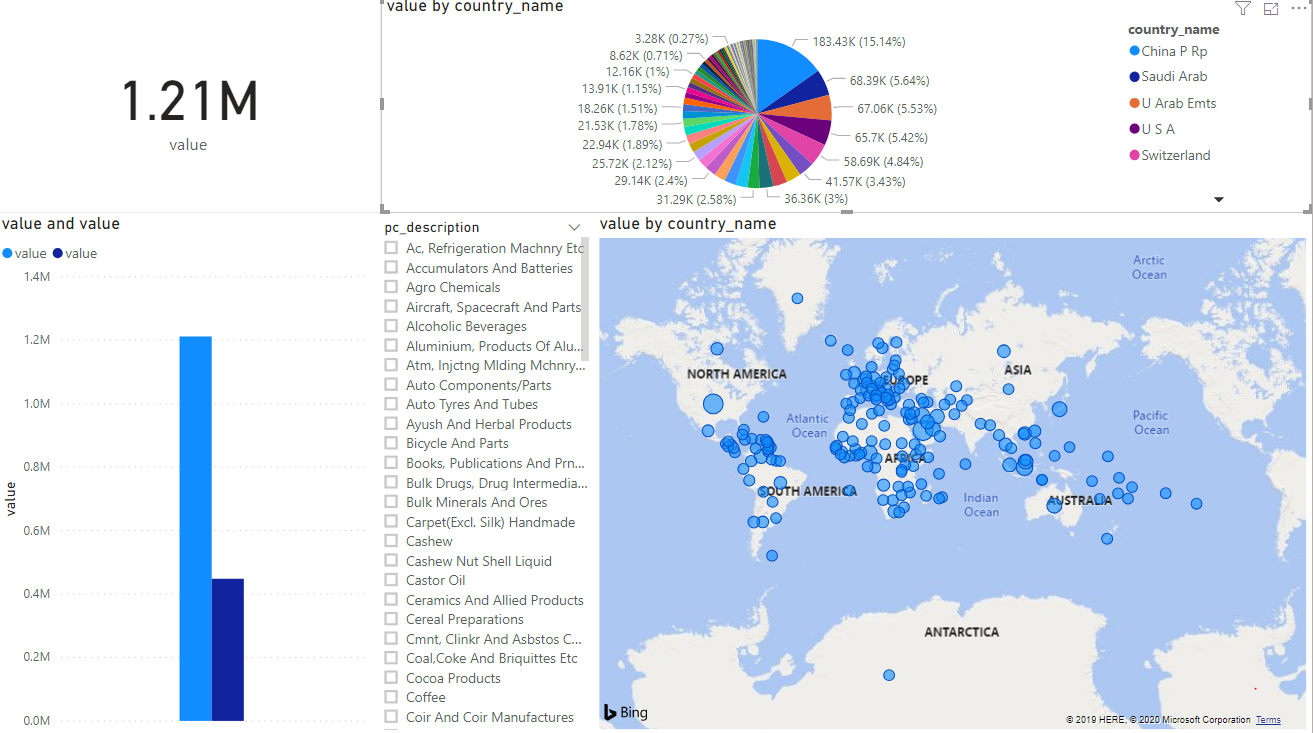 value by country_name
1.21M
value
3.28K (0.27%)
8.62K (0.71%)
12.16K (1%)
13.91K (1.15%)
18.26K (1.51%)
21.53K (1.78%)
22.94K (1.89%)
25.72K (2.12%)
29.14K (2.4%)
31.29K (2.58%)
183.43K (15.14%)
68.39K (5.64%)
67.06K (5.53%)
65.7K (5.42%)
58.69K (4.84%)
41.57K (3.43%)
36.36K (3%)
country_name
China P Rp
Saudi Arab
U Arab Emts
U S A
Switzerland
value and value
value value
1.4M
1.2M
1.0M
0.8M
0.6M
0.4M
0.2M
0.0M
value
pc_description
Ac, Refrigeration Machnry Etc
Accumulators And Batteries
Agro Chemicals
Aircraft, Spacecraft And Parts
Alcoholic Beverages
Aluminium, Products Of Alu...
Atm, Injctng Mlding Mchnry...
Auto Components/Parts
Auto Tyres And Tubes
Ayush And Herbal Products
Bicycle And Parts
Books, Publications And Prn...
Bulk Drugs, Drug Intermedia...
Bulk Minerals And Ores
Carpet(Excl. Silk) Handmade
Cashew
Cashew Nut Shell Liquid
Castor Oil
Ceramics And Allied Products
Cereal Preparations
Cmnt, Clinkr And Asbstos C...
Coal,Coke And Briquittes Etc
Cocoa Products
Coffee
Coir And Coir Manufactures
value by country_name
Arctic
Ocean
NORTH AMERICA
EUROPE
ASIA
Atlantic
Ocean
Pacific
Ocean
AFRICA
SOUTH AMERICA
Indian
Ocean
AUSTRALIA
ANTARCTICA
Bing
© 2019 HERE, © 2020 Microsoft Corporation Terms